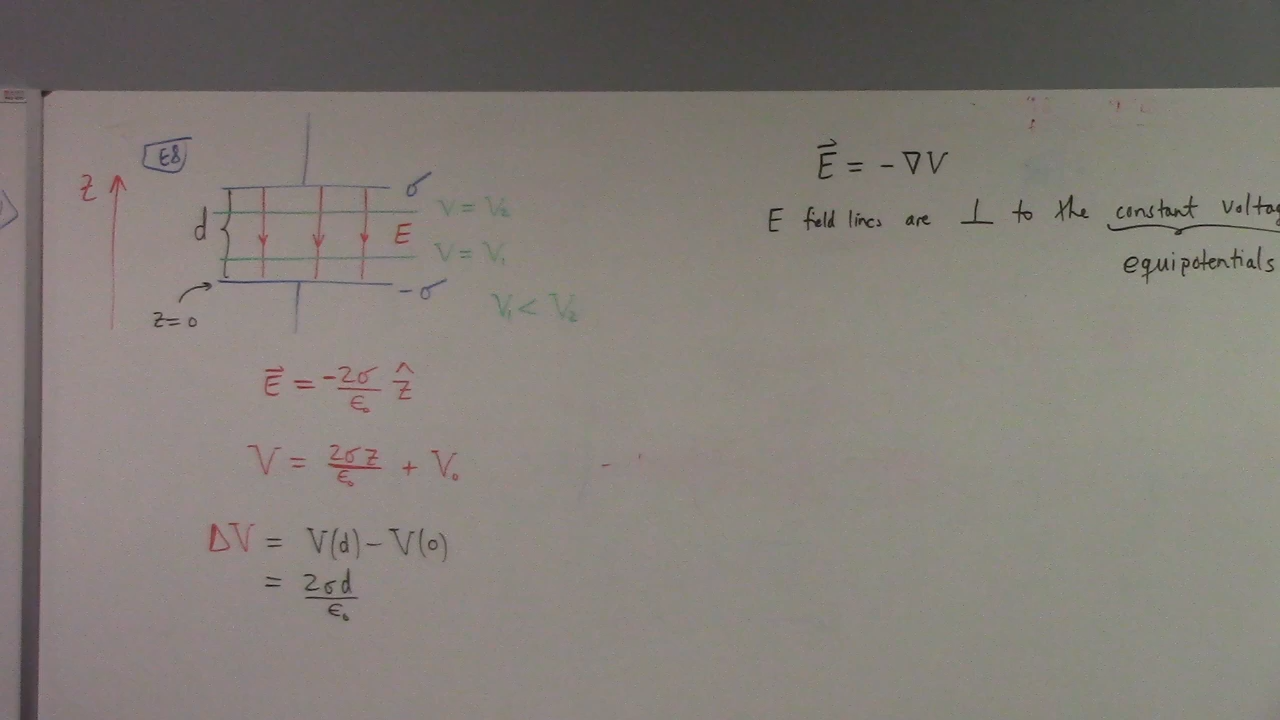 E8
z
d
σ
V = V₂
E
V = V₁
-σ
z=0
V₁ < V₂
E⃗ = -2σ/ε₀ ẑ
V = 2σz/ε₀ + V₀
ΔV = V(d) - V(0)
= 2σd/ε₀
E⃗ = -∇V
E field lines are ⊥ to the constant voltag
equipotentials